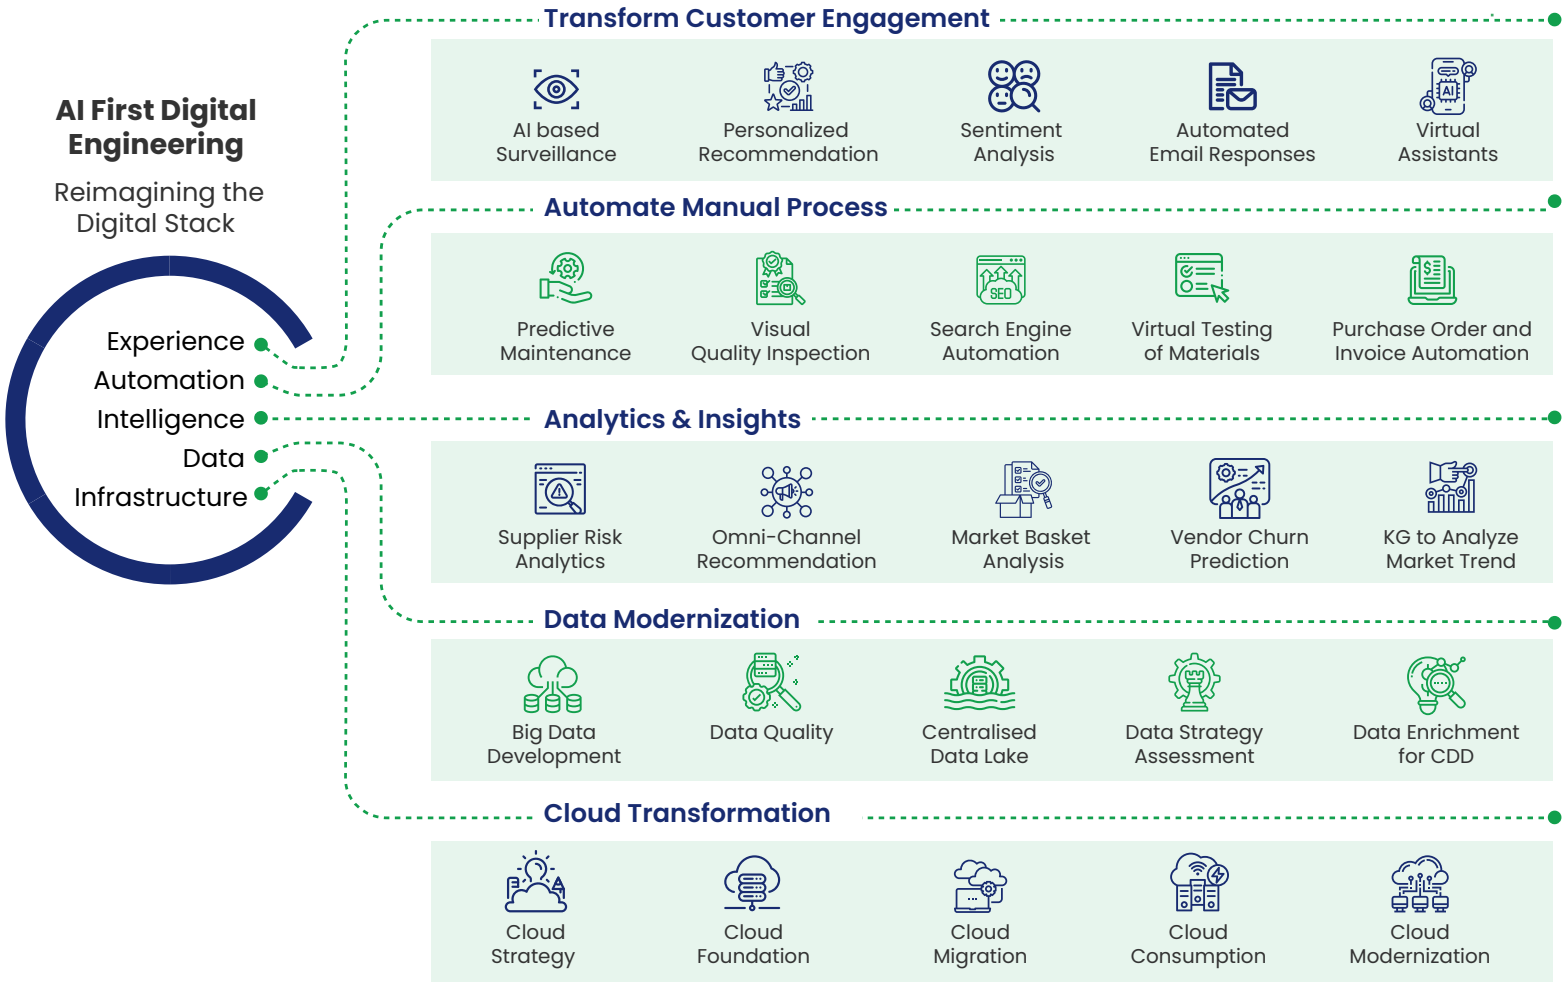 AI First Digital
Engineering
Reimagining the
Digital Stack
Experience
Automation
Intelligence
Data
Infrastructure
Transform Customer Engagement
AI based
Surveillance
Personalized
Recommendation
Sentiment
Analysis
Automated
Email Responses
AI
Virtual
Assistants
Automate Manual Process
Predictive
Maintenance
Visual
Quality Inspection
SEO
Search Engine
Automation
Virtual Testing
of Materials
$
Purchase Order and
Invoice Automation
Analytics & Insights
Supplier Risk
Analytics
Omni-Channel
Recommendation
Market Basket
Analysis
Vendor Churn
Prediction
KG to Analyze
Market Trend
Data Modernization
Big Data
Development
Data Quality
Centralised
Data Lake
Data Strategy
Assessment
Data Enrichment
for CDD
Cloud Transformation
Cloud
Strategy
Cloud
Foundation
Cloud
Migration
Cloud
Consumption
Cloud
Modernization